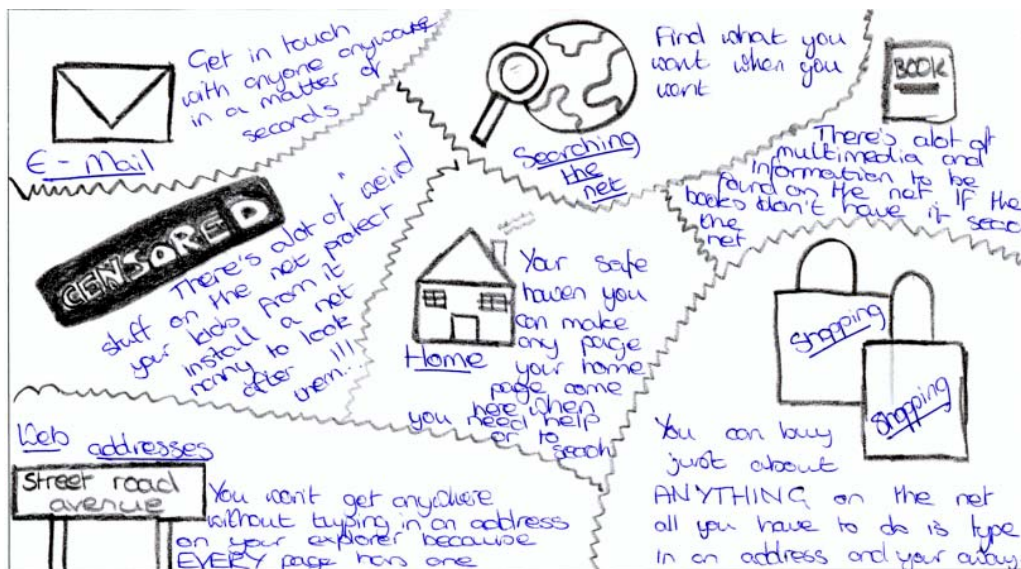 Get in touch
with anyone anyware
in a matter of
seconds
E-Mail
Searching
the
net
Find what you
want when you
want
BOOK
There's alot of
multimedia and
information to be
found on the net IF the
books don't have it
the
net
CENSORED
There's alot of "weird"
stuff on the net protect
your kids from it
install a net
nanny to look
after
them...!!!
Home
Your safe
haven you
can make
any page
your home
page come
here when
you need help
or to
search
Shopping
Shopping
You can buy
just about
ANYTHING on the net
all you have to do is type
in an address and your away
Web addresses
Street road
avenue
You won't get anywhere
without typing in an address
on your explorer because
EVERY page has one